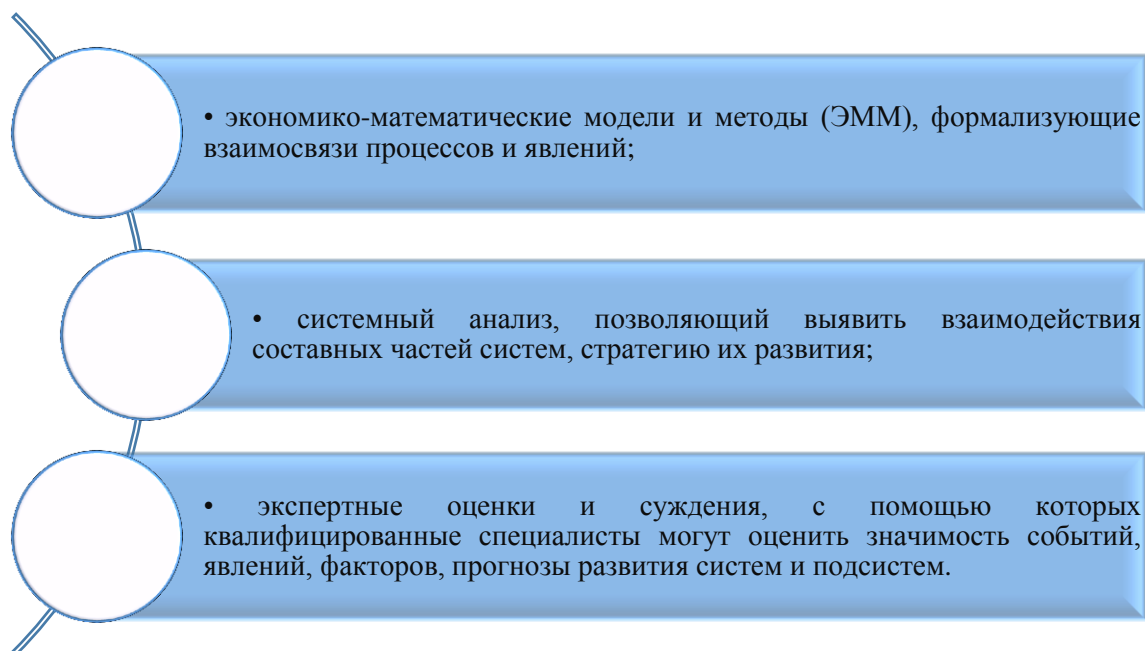 • экономико-математические модели и методы (ЭММ), формализующие
взаимосвязи процессов и явлений;
• системный анализ, позволяющий выявить взаимодействия
составных частей систем, стратегию их развития;
• экспертные оценки и суждения, с помощью которых
квалифицированные специалисты могут оценить значимость событий,
явлений, факторов, прогнозы развития систем и подсистем.